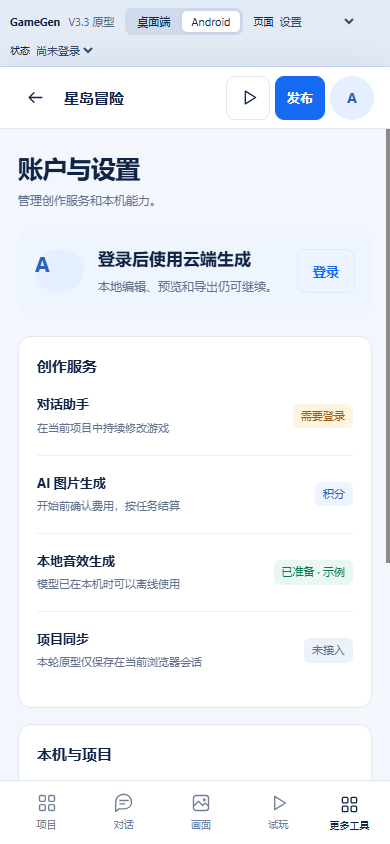 GameGen V3.3 原型 桌面端 Android 页面 设置
状态 尚未登录
星岛冒险 发布 A
账户与设置
管理创作服务和本机能力。
A
登录后使用云端生成
本地编辑、预览和导出仍可继续。
登录
创作服务
对话助手
在当前项目中持续修改游戏
需要登录
AI 图片生成
开始前确认费用，按任务结算
积分
本地音效生成
模型已在本机时可以离线使用
已准备 · 示例
项目同步
本轮原型仅保存在当前浏览器会话
未接入
本机与项目
项目 对话 画面 试玩 更多工具